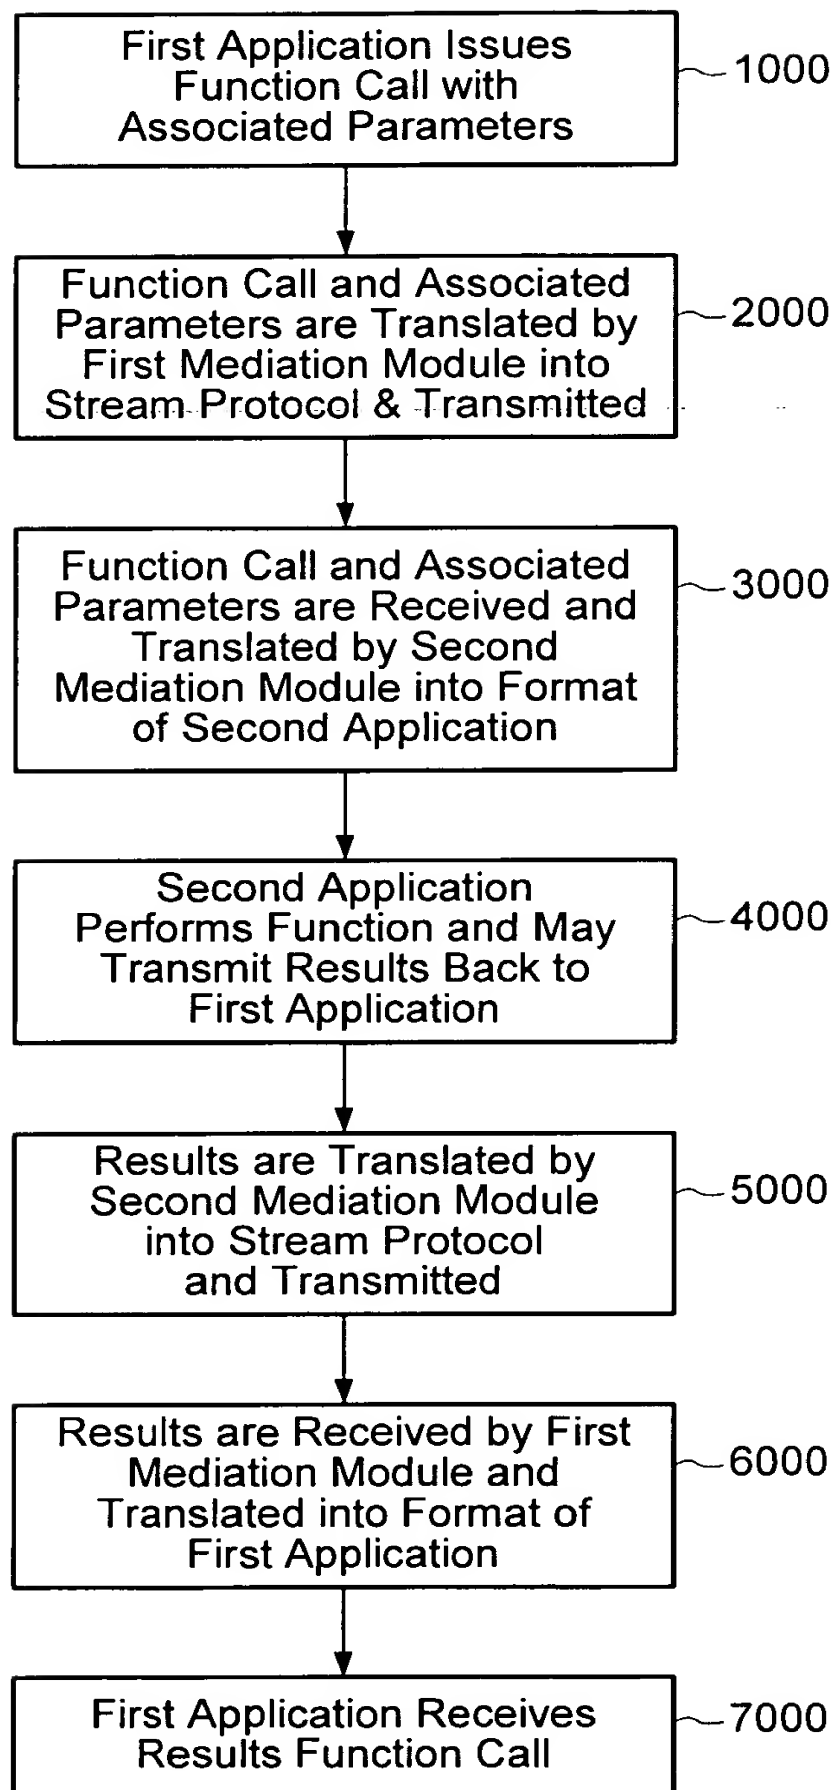 First Application Issues
Function Call with
Associated Parameters
1000
Function Call and Associated
Parameters are Translated by
First Mediation Module into
Stream Protocol & Transmitted
2000
Function Call and Associated
Parameters are Received and
Translated by Second
Mediation Module into Format
of Second Application
3000
Second Application
Performs Function and May
Transmit Results Back to
First Application
4000
Results are Translated by
Second Mediation Module
into Stream Protocol
and Transmitted
5000
Results are Received by First
Mediation Module and
Translated into Format of
First Application
6000
First Application Receives
Results Function Call
7000